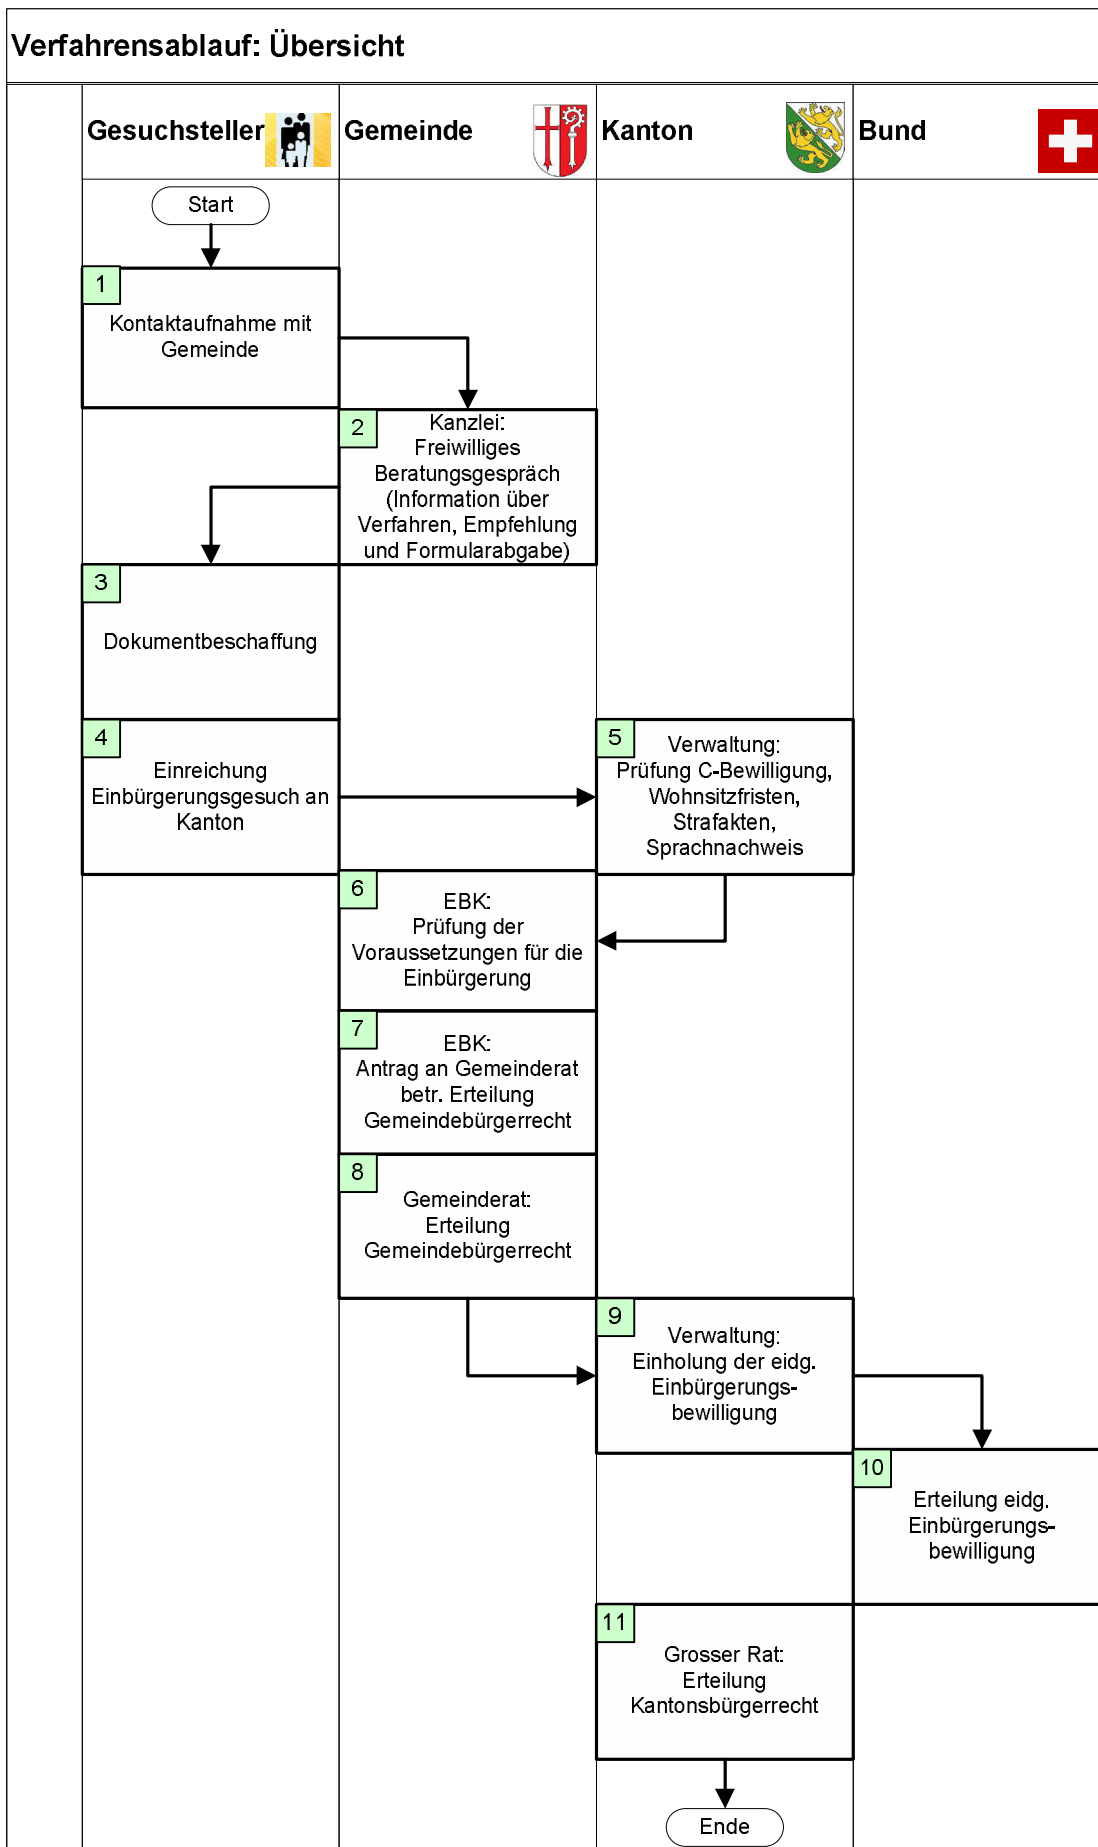 Verfahrensablauf: Übersicht
Gesuchsteller
Gemeinde
Kanton
Bund
Start
1
Kontaktaufnahme mit
Gemeinde
2
Kanzlei:
Freiwilliges
Beratungsgespräch
(Information über
Verfahren, Empfehlung
und Formularabgabe)
3
Dokumentbeschaffung
4
Einreichung
Einbürgerungsgesuch an
Kanton
5
Verwaltung:
Prüfung C-Bewilligung,
Wohnsitzfristen,
Strafakten,
Sprachnachweis
6
EBK:
Prüfung der
Voraussetzungen für die
Einbürgerung
7
EBK:
Antrag an Gemeinderat
betr. Erteilung
Gemeindebürgerrecht
8
Gemeinderat:
Erteilung
Gemeindebürgerrecht
9
Verwaltung:
Einholung der eidg.
Einbürgerungs-
bewilligung
10
Erteilung eidg.
Einbürgerungs-
bewilligung
11
Grosser Rat:
Erteilung
Kantonsbürgerrecht
Ende